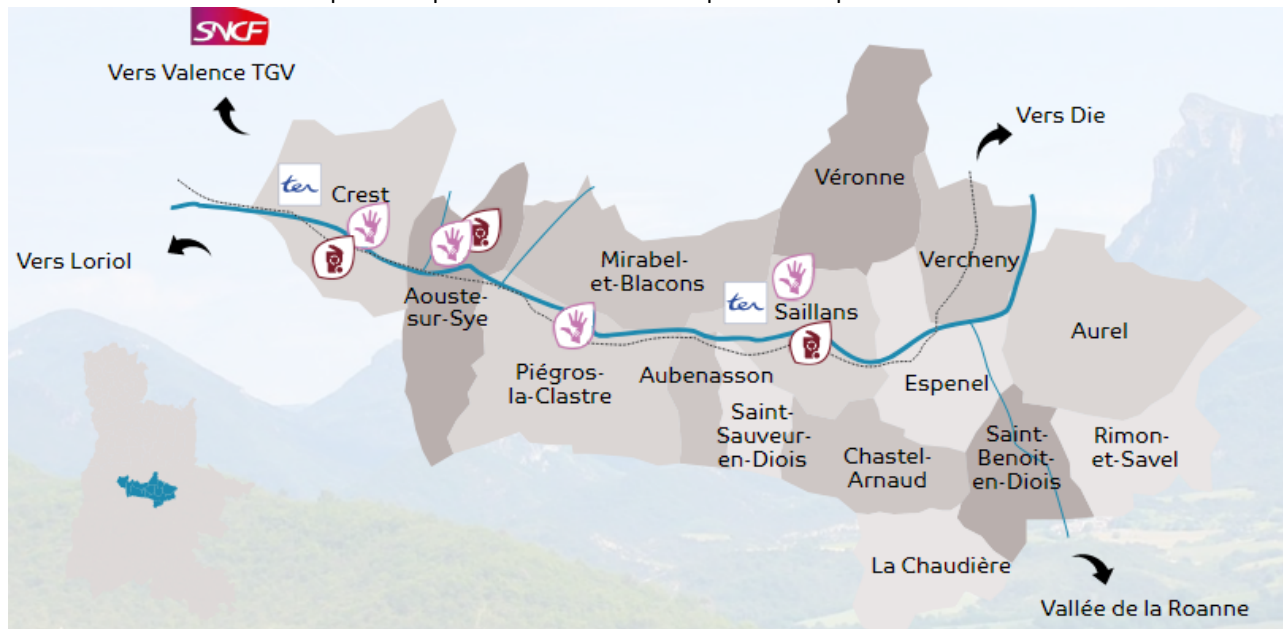 SNCF
Vers Valence TGV
Vers Die
Véronne
ter
Crest
Vers Loriol
Mirabel-
et-Blacons
Vercheny
Aouste-
sur-Sye
ter
Saillans
Aurel
Piégros-
la-Clastre
Aubenasson
Espenel
Saint-
Sauveur-
en-Diois
Chastel-
Arnaud
Saint-
Benoit-
en-Diois
Rimon-
et-Savel
La Chaudière
Vallée de la Roanne